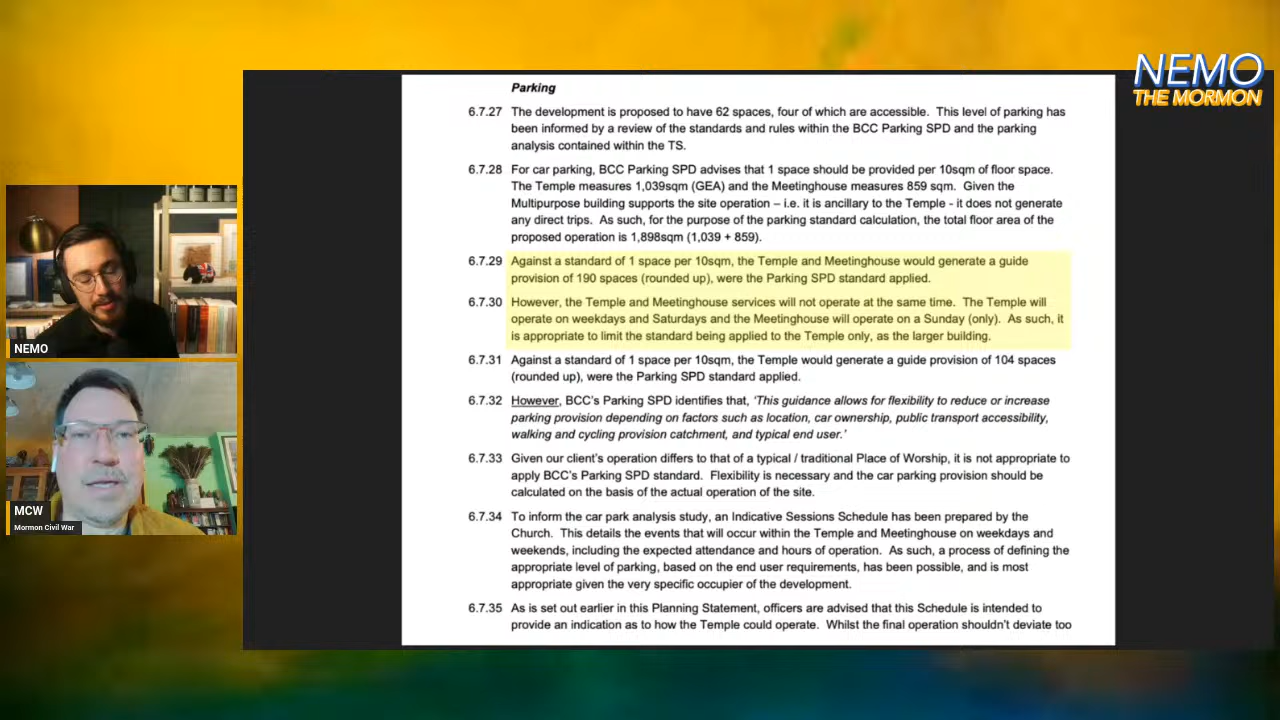 NEMO
THE MORMON
NEMO
MCW
Mormon Civil War
Parking
6.7.27 The development is proposed to have 62 spaces, four of which are accessible. This level of parking has
been informed by a review of the standards and rules within the BCC Parking SPD and the parking
analysis contained within the TS.
6.7.28 For car parking, BCC Parking SPD advises that 1 space should be provided per 10sqm of floor space.
The Temple measures 1,039sqm (GEA) and the Meetinghouse measures 859 sqm. Given the
Multipurpose building supports the site operation – i.e. it is ancillary to the Temple - it does not generate
any direct trips. As such, for the purpose of the parking standard calculation, the total floor area of the
proposed operation is 1,898sqm (1,039 + 859).
6.7.29 Against a standard of 1 space per 10sqm, the Temple and Meetinghouse would generate a guide
provision of 190 spaces (rounded up), were the Parking SPD standard applied.
6.7.30 However, the Temple and Meetinghouse services will not operate at the same time. The Temple will
operate on weekdays and Saturdays and the Meetinghouse will operate on a Sunday (only). As such, it
is appropriate to limit the standard being applied to the Temple only, as the larger building.
6.7.31 Against a standard of 1 space per 10sqm, the Temple would generate a guide provision of 104 spaces
(rounded up), were the Parking SPD standard applied.
6.7.32 However, BCC's Parking SPD identifies that, 'This guidance allows for flexibility to reduce or increase
parking provision depending on factors such as location, car ownership, public transport accessibility,
walking and cycling provision catchment, and typical end user.'
6.7.33 Given our client's operation differs to that of a typical / traditional Place of Worship, it is not appropriate to
apply BCC's Parking SPD standard. Flexibility is necessary and the car parking provision should be
calculated on the basis of the actual operation of the site.
6.7.34 To inform the car park analysis study, an Indicative Sessions Schedule has been prepared by the
Church. This details the events that will occur within the Temple and Meetinghouse on weekdays and
weekends, including the expected attendance and hours of operation. As such, a process of defining the
appropriate level of parking, based on the end user requirements, has been possible, and is most
appropriate given the very specific occupier of the development.
6.7.35 As is set out earlier in this Planning Statement, officers are advised that this Schedule is intended to
provide an indication as to how the Temple could operate. Whilst the final operation shouldn't deviate too